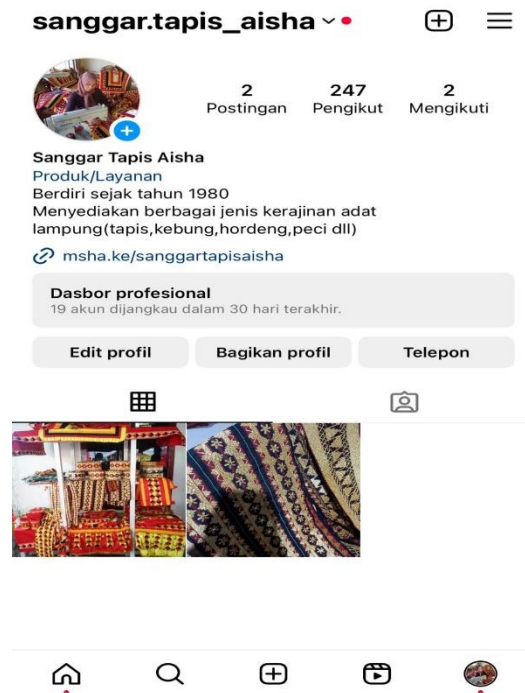 sanggar.tapis_aisha
2 247 2
Postingan Pengikut Mengikuti
Sanggar Tapis Aisha
Produk/Layanan
Berdiri sejak tahun 1980
Menyediakan berbagai jenis kerajinan adat
lampung(tapis,kebung,hordeng,peci dll)
msha.ke/sanggartapisaisha
Dasbor profesional
19 akun dijangkau dalam 30 hari terakhir.
Edit profil Bagikan profil Telepon